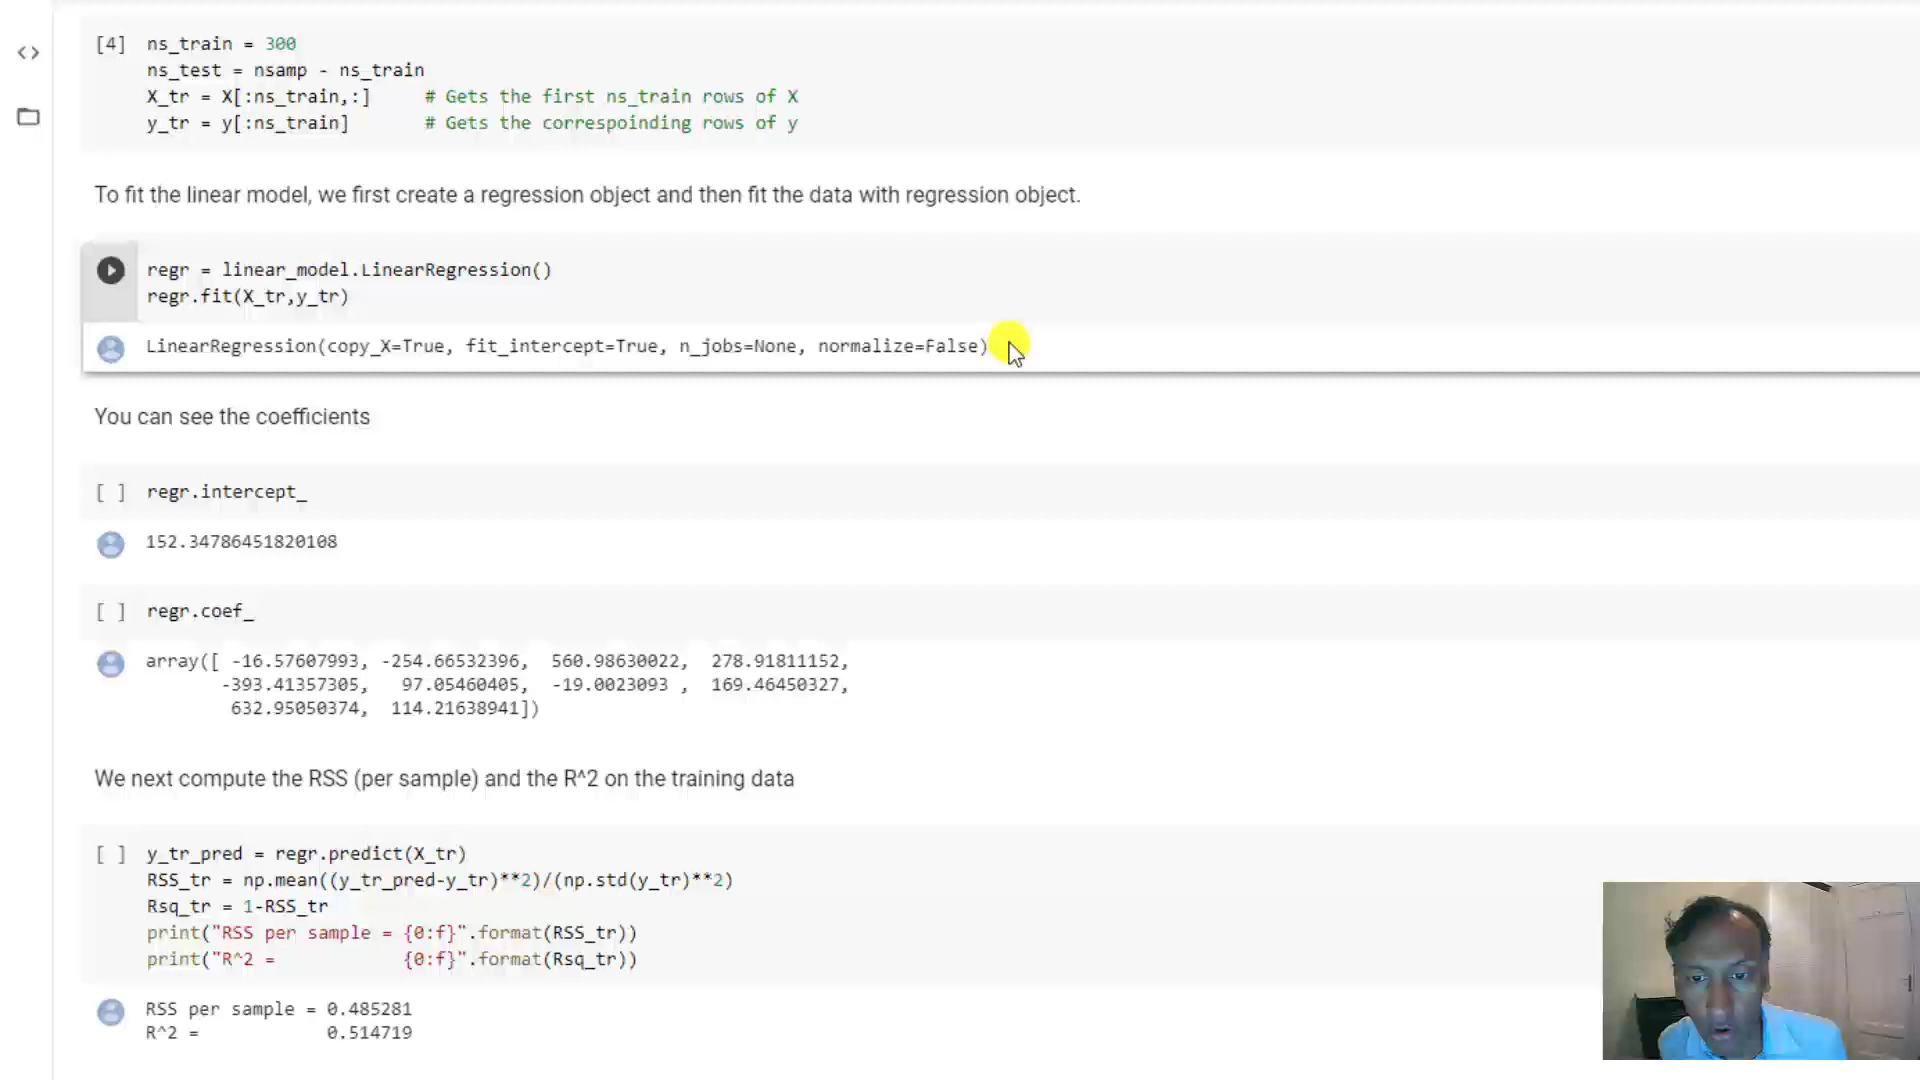 [4] ns_train = 300
ns_test = nsamp - ns_train
X_tr = X[:ns_train,:]     # Gets the first ns_train rows of X
y_tr = y[:ns_train]       # Gets the correspoinding rows of y
To fit the linear model, we first create a regression object and then fit the data with regression object.
regr = linear_model.LinearRegression()
regr.fit(X_tr,y_tr)
LinearRegression(copy_X=True, fit_intercept=True, n_jobs=None, normalize=False)
You can see the coefficients
[ ] regr.intercept_
152.34786451820108
[ ] regr.coef_
array([ -16.57607993, -254.66532396,  560.98630022,  278.91811152,
-393.41357305,   97.05460405,  -19.0023093 ,  169.46450327,
632.95050374,  114.21638941])
We next compute the RSS (per sample) and the R^2 on the training data
[ ] y_tr_pred = regr.predict(X_tr)
RSS_tr = np.mean((y_tr_pred-y_tr)**2)/(np.std(y_tr)**2)
Rsq_tr = 1-RSS_tr
print("RSS per sample = {0:f}".format(RSS_tr))
print("R^2 =            {0:f}".format(Rsq_tr))
RSS per sample = 0.485281
R^2 =            0.514719